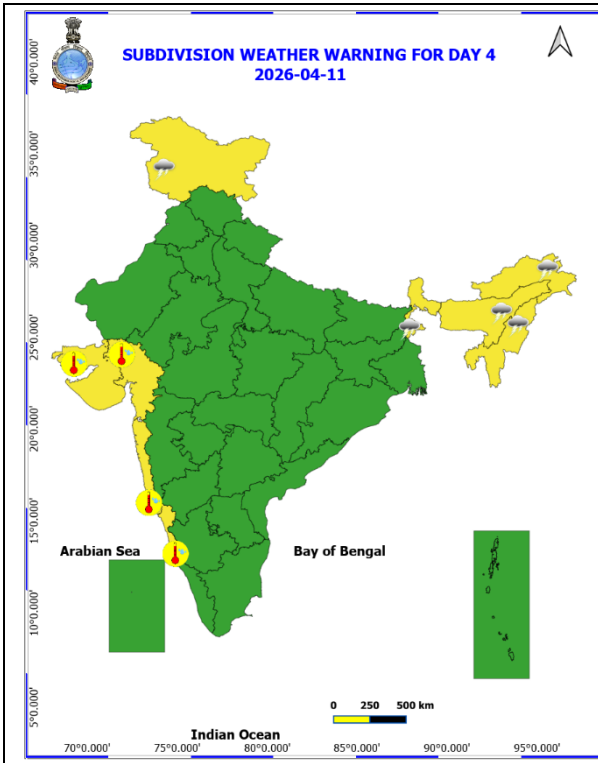 SUBDIVISION WEATHER WARNING FOR DAY 4
2026-04-11
40°0.000'
35°0.000'
30°0.000'
25°0.000'
20°0.000'
15°0.000'
10°0.000'
5°0.000'
Arabian Sea
Bay of Bengal
0 250 500 km
Indian Ocean
70°0.000' 75°0.000' 80°0.000' 85°0.000' 90°0.000' 95°0.000'